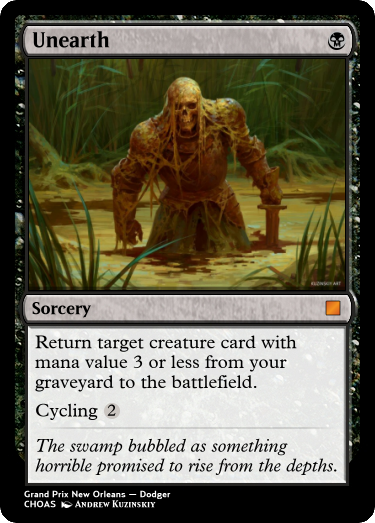 Unearth
KUZINSKIY ART
Sorcery
Return target creature card with
mana value 3 or less from your
graveyard to the battlefield.
Cycling 2
The swamp bubbled as something
horrible promised to rise from the depths.
Grand Prix New Orleans — Dodger
CHOAS Andrew Kuzinskiy